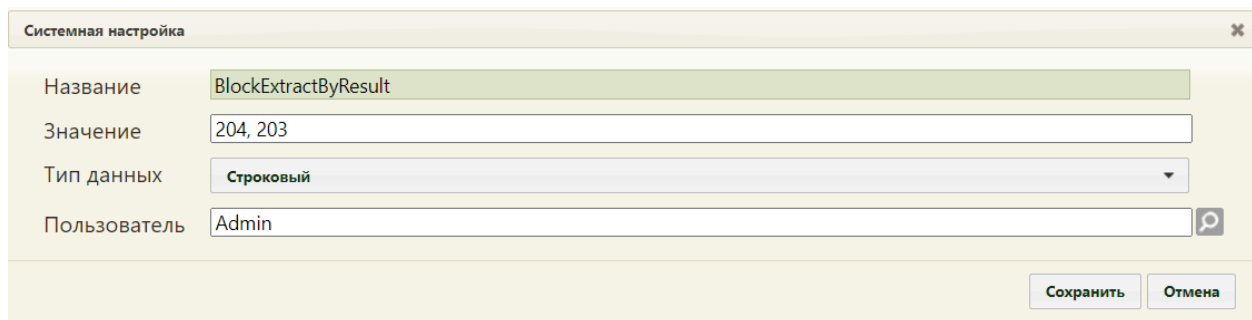 Системная настройка
Название BlockExtractByResult
Значение 204, 203
Тип данных Строковый
Пользователь Admin
Сохранить Отмена